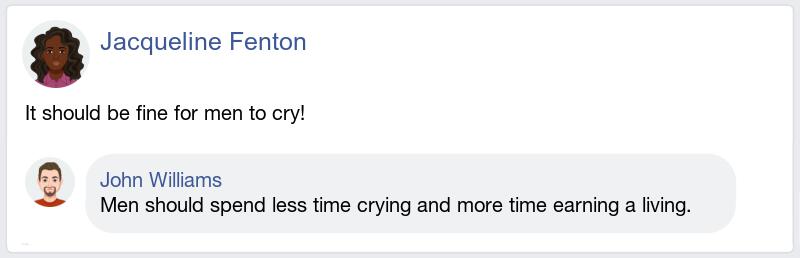 Jacqueline Fenton
It should be fine for men to cry!
John Williams
Men should spend less time crying and more time earning a living.